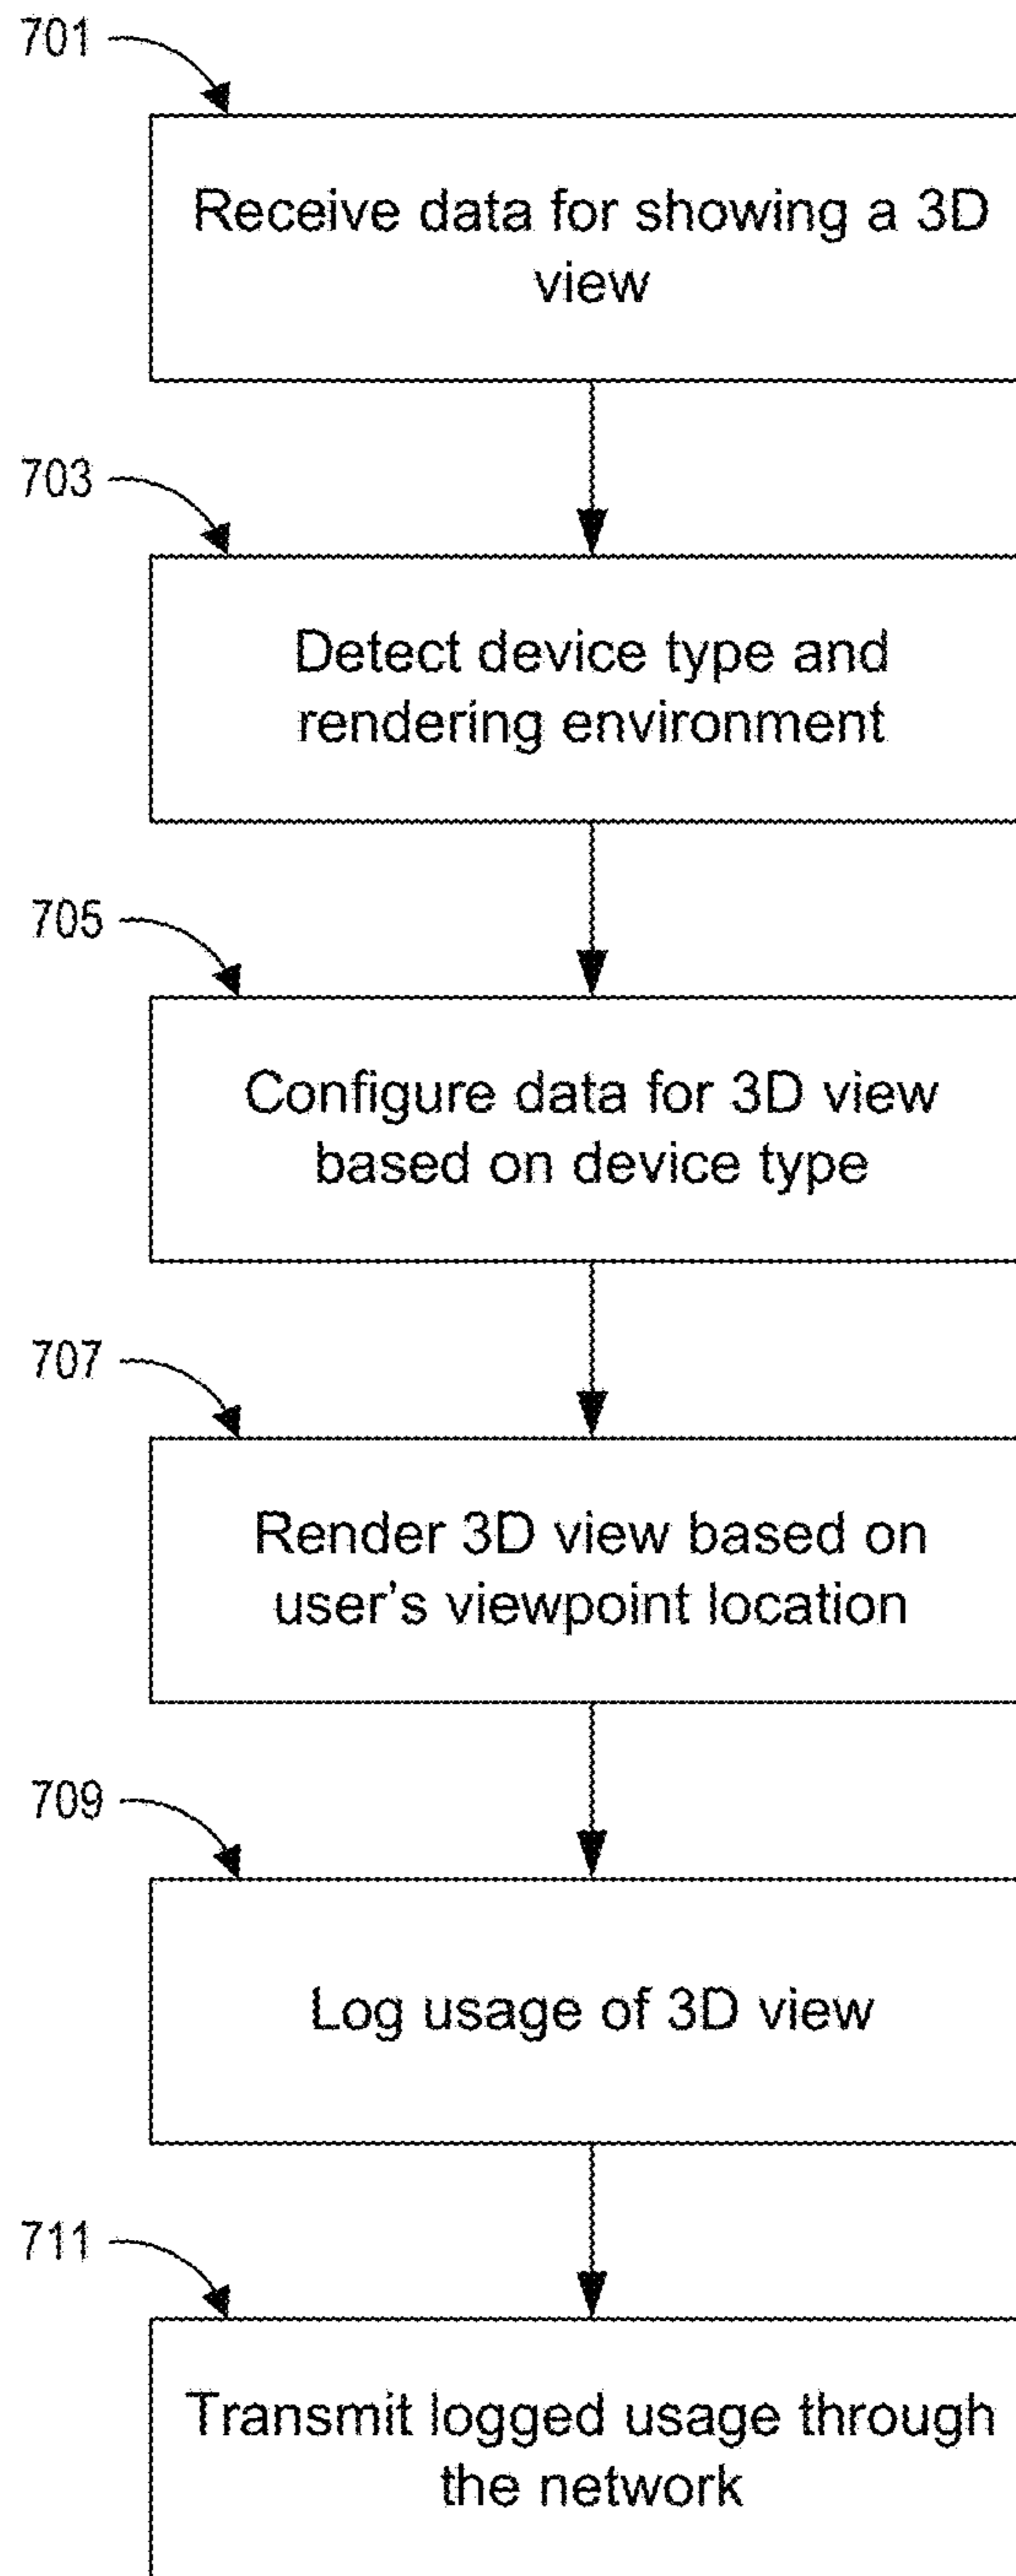 701
Receive data for showing a 3D
view
703
Detect device type and
rendering environment
705
Configure data for 3D view
based on device type
707
Render 3D view based on
user's viewpoint location
709
Log usage of 3D view
711
Transmit logged usage through
the network